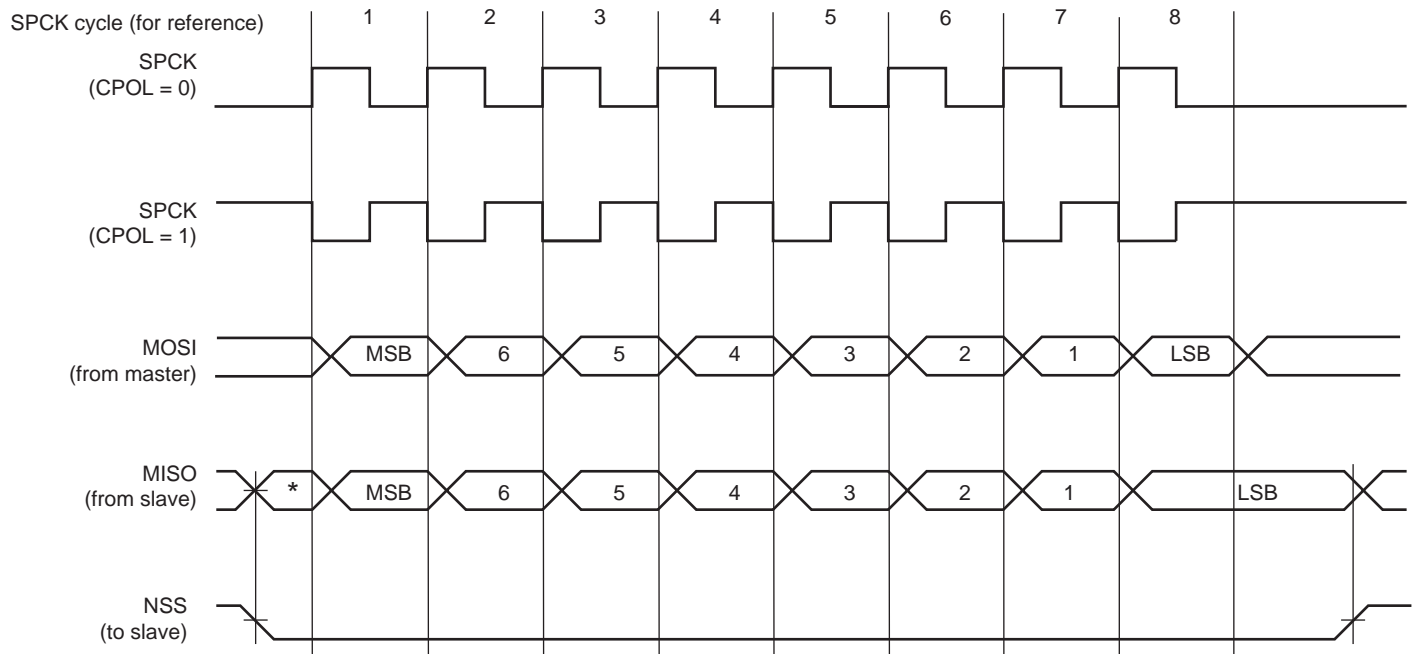 SPCK cycle (for reference) 1 2 3 4 5 6 7 8
SPCK
(CPOL = 0)
SPCK
(CPOL = 1)
MOSI
(from master)
MSB 6 5 4 3 2 1 LSB
MISO
(from slave)
* MSB 6 5 4 3 2 1 LSB
NSS
(to slave)